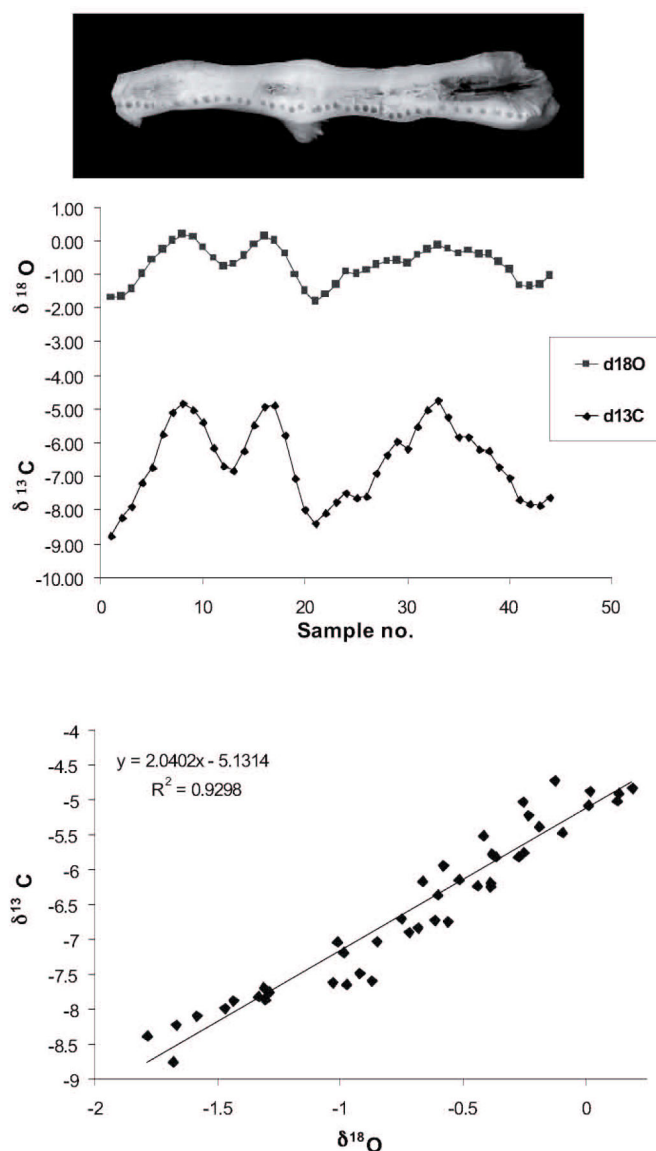 1.00
0.00
-1.00
-2.00
-3.00
-4.00
-5.00
-6.00
-7.00
-8.00
-9.00
-10.00
δ ¹⁸ O
δ ¹³ C
d18O
d13C
0 10 20 30 40 50
Sample no.
-4
-4.5
-5
-5.5
-6
-6.5
-7
-7.5
-8
-8.5
-9
y = 2.0402x - 5.1314
R² = 0.9298
δ¹³ C
-2 -1.5 -1 -0.5 0
δ¹⁸O